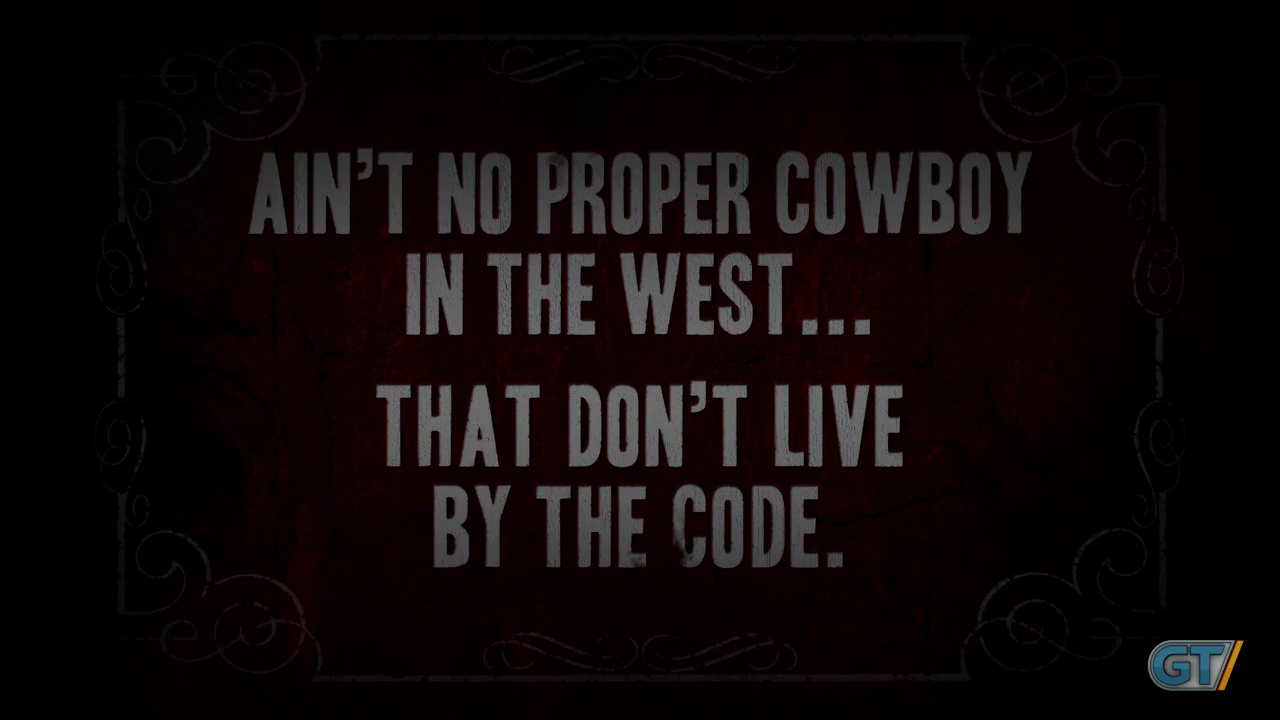 AIN'T NO PROPER COWBOY
IN THE WEST...
THAT DON'T LIVE
BY THE CODE.
GT